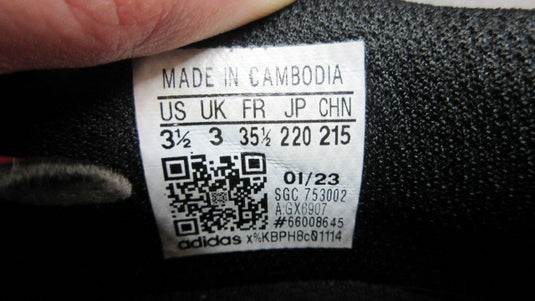 MADE IN CAMBODIA
US UK FR JP CHN
3½ 3 35½ 220 215
01/23
SGC 753002
A:GX6907
#66008645
adidas x%KBPH8c01114